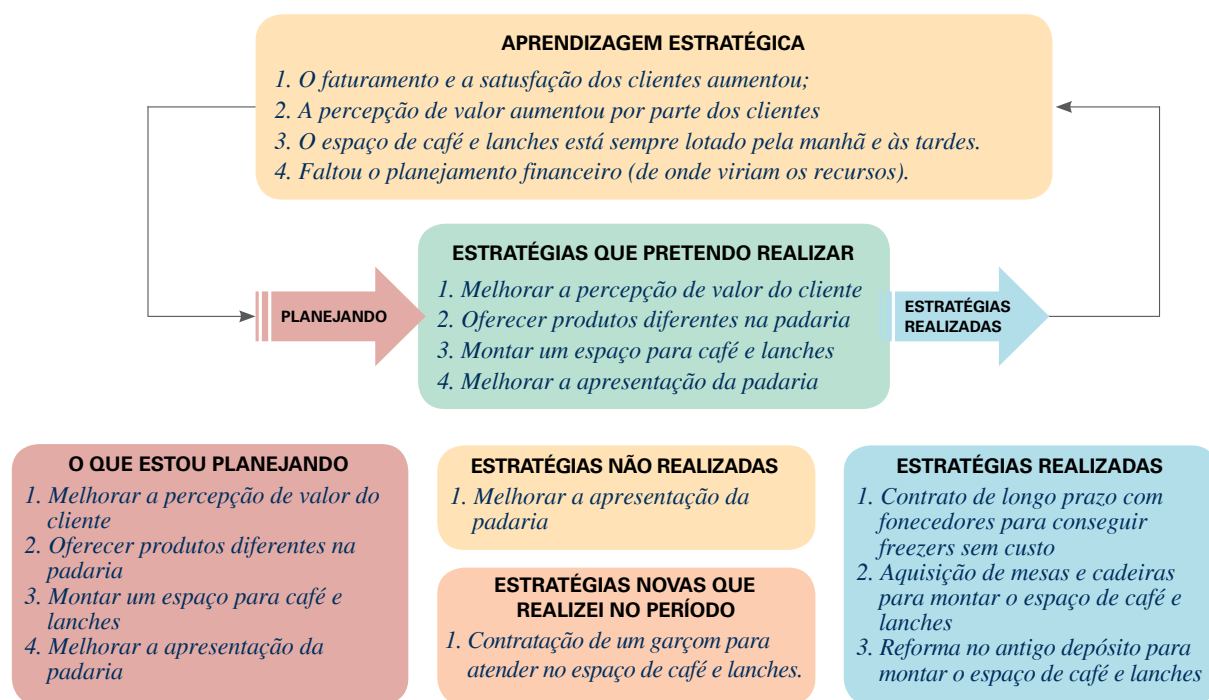 APRENDIZAGEM ESTRATÉGICA
1. O faturamento e a satusfação dos clientes aumentou;
2. A percepção de valor aumentou por parte dos clientes
3. O espaço de café e lanches está sempre lotado pela manhã e às tardes.
4. Faltou o planejamento financeiro (de onde viriam os recursos).
PLANEJANDO
ESTRATÉGIAS QUE PRETENDO REALIZAR
1. Melhorar a percepção de valor do cliente
2. Oferecer produtos diferentes na padaria
3. Montar um espaço para café e lanches
4. Melhorar a apresentação da padaria
ESTRATÉGIAS
REALIZADAS
O QUE ESTOU PLANEJANDO
1. Melhorar a percepção de valor do
cliente
2. Oferecer produtos diferentes na
padaria
3. Montar um espaço para café e
lanches
4. Melhorar a apresentação da
padaria
ESTRATÉGIAS NÃO REALIZADAS
1. Melhorar a apresentação da
padaria
ESTRATÉGIAS NOVAS QUE
REALIZEI NO PERÍODO
1. Contratação de um garçom para
atender no espaço de café e lanches.
ESTRATÉGIAS REALIZADAS
1. Contrato de longo prazo com
fonecedores para conseguir
freezers sem custo
2. Aquisição de mesas e cadeiras
para montar o espaço de café e
lanches
3. Reforma no antigo depósito para
montar o espaço de café e lanches